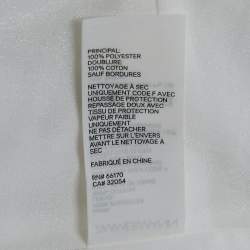 PRINCIPAL:
100% POLYESTER
DOUBLURE:
100% COTON
SAUF BORDURES
NETTOYAGE À SEC
UNIQUEMENT CODE F AVEC
HOUSSE DE PROTECTION
REPASSAGE DOUX AVEC
TISSU DE PROTECTION
VAPEUR FAIBLE
UNIQUEMENT
NE PAS DÉTACHER
METTRE SUR L'ENVERS
AVANT LE NETTOYAGE À
SEC
FABRIQUÉ EN CHINE
RN# 66170
CA# 32054